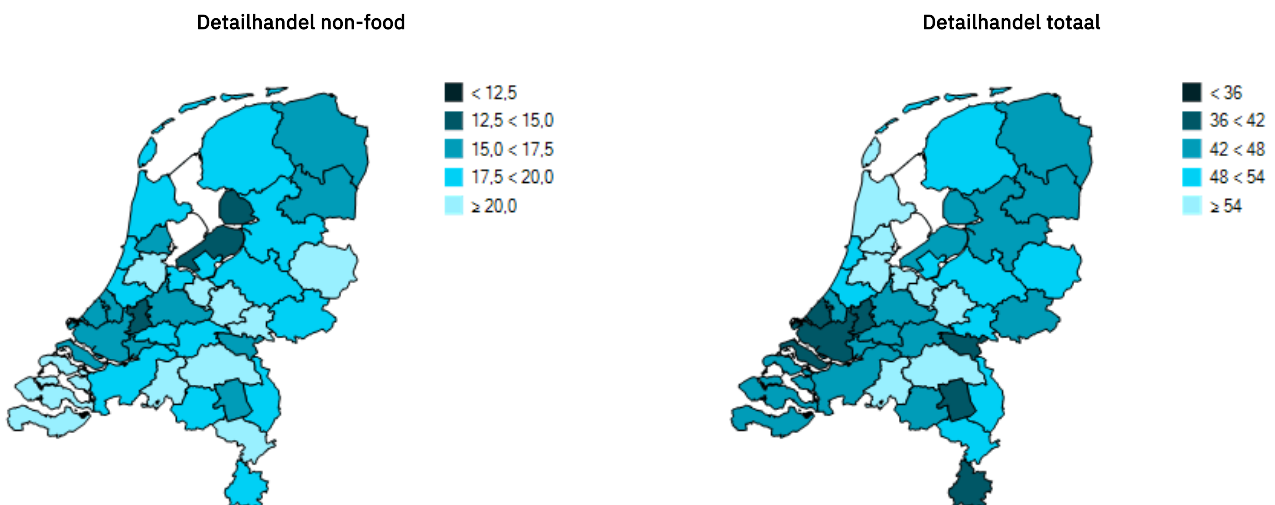 Detailhandel non-food
< 12,5
12,5 < 15,0
15,0 < 17,5
17,5 < 20,0
≥ 20,0
Detailhandel totaal
< 36
36 < 42
42 < 48
48 < 54
≥ 54